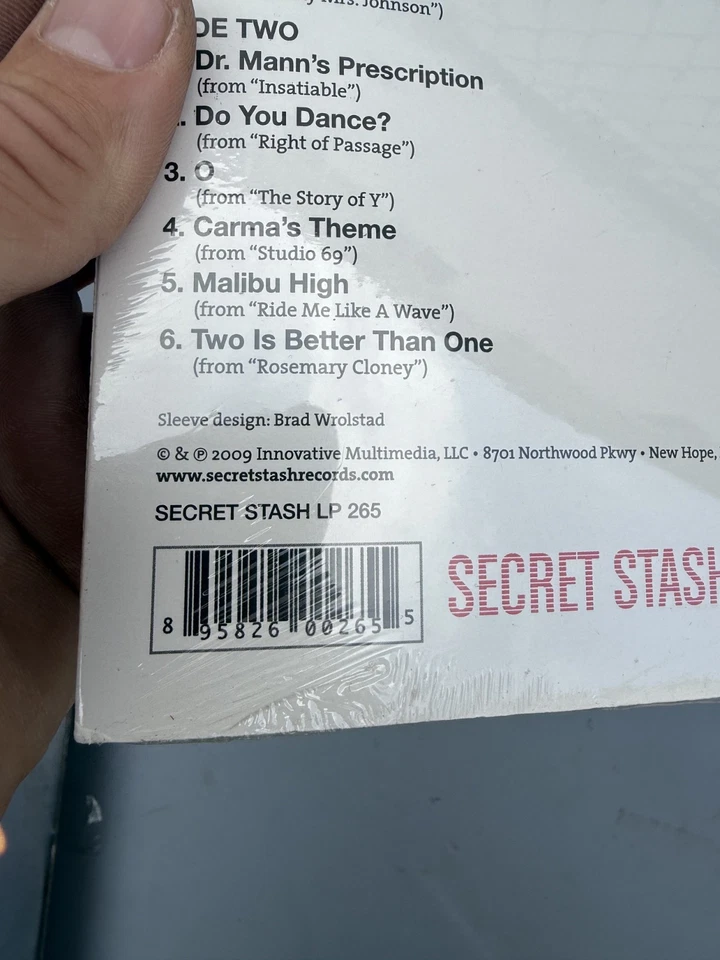 Mrs. Johnson")
DE TWO
Dr. Mann's Prescription
(from "Insatiable")
. Do You Dance?
(from "Right of Passage")
3. O
(from "The Story of Y")
4. Carma's Theme
(from "Studio 69")
5. Malibu High
(from "Ride Me Like A Wave")
6. Two Is Better Than One
(from "Rosemary Cloney")
Sleeve design: Brad Wrolstad
© & ℗ 2009 Innovative Multimedia, LLC • 8701 Northwood Pkwy • New Hope,
www.secretstashrecords.com
SECRET STASH LP 265
8 95826 00265 5
SECRET STASH